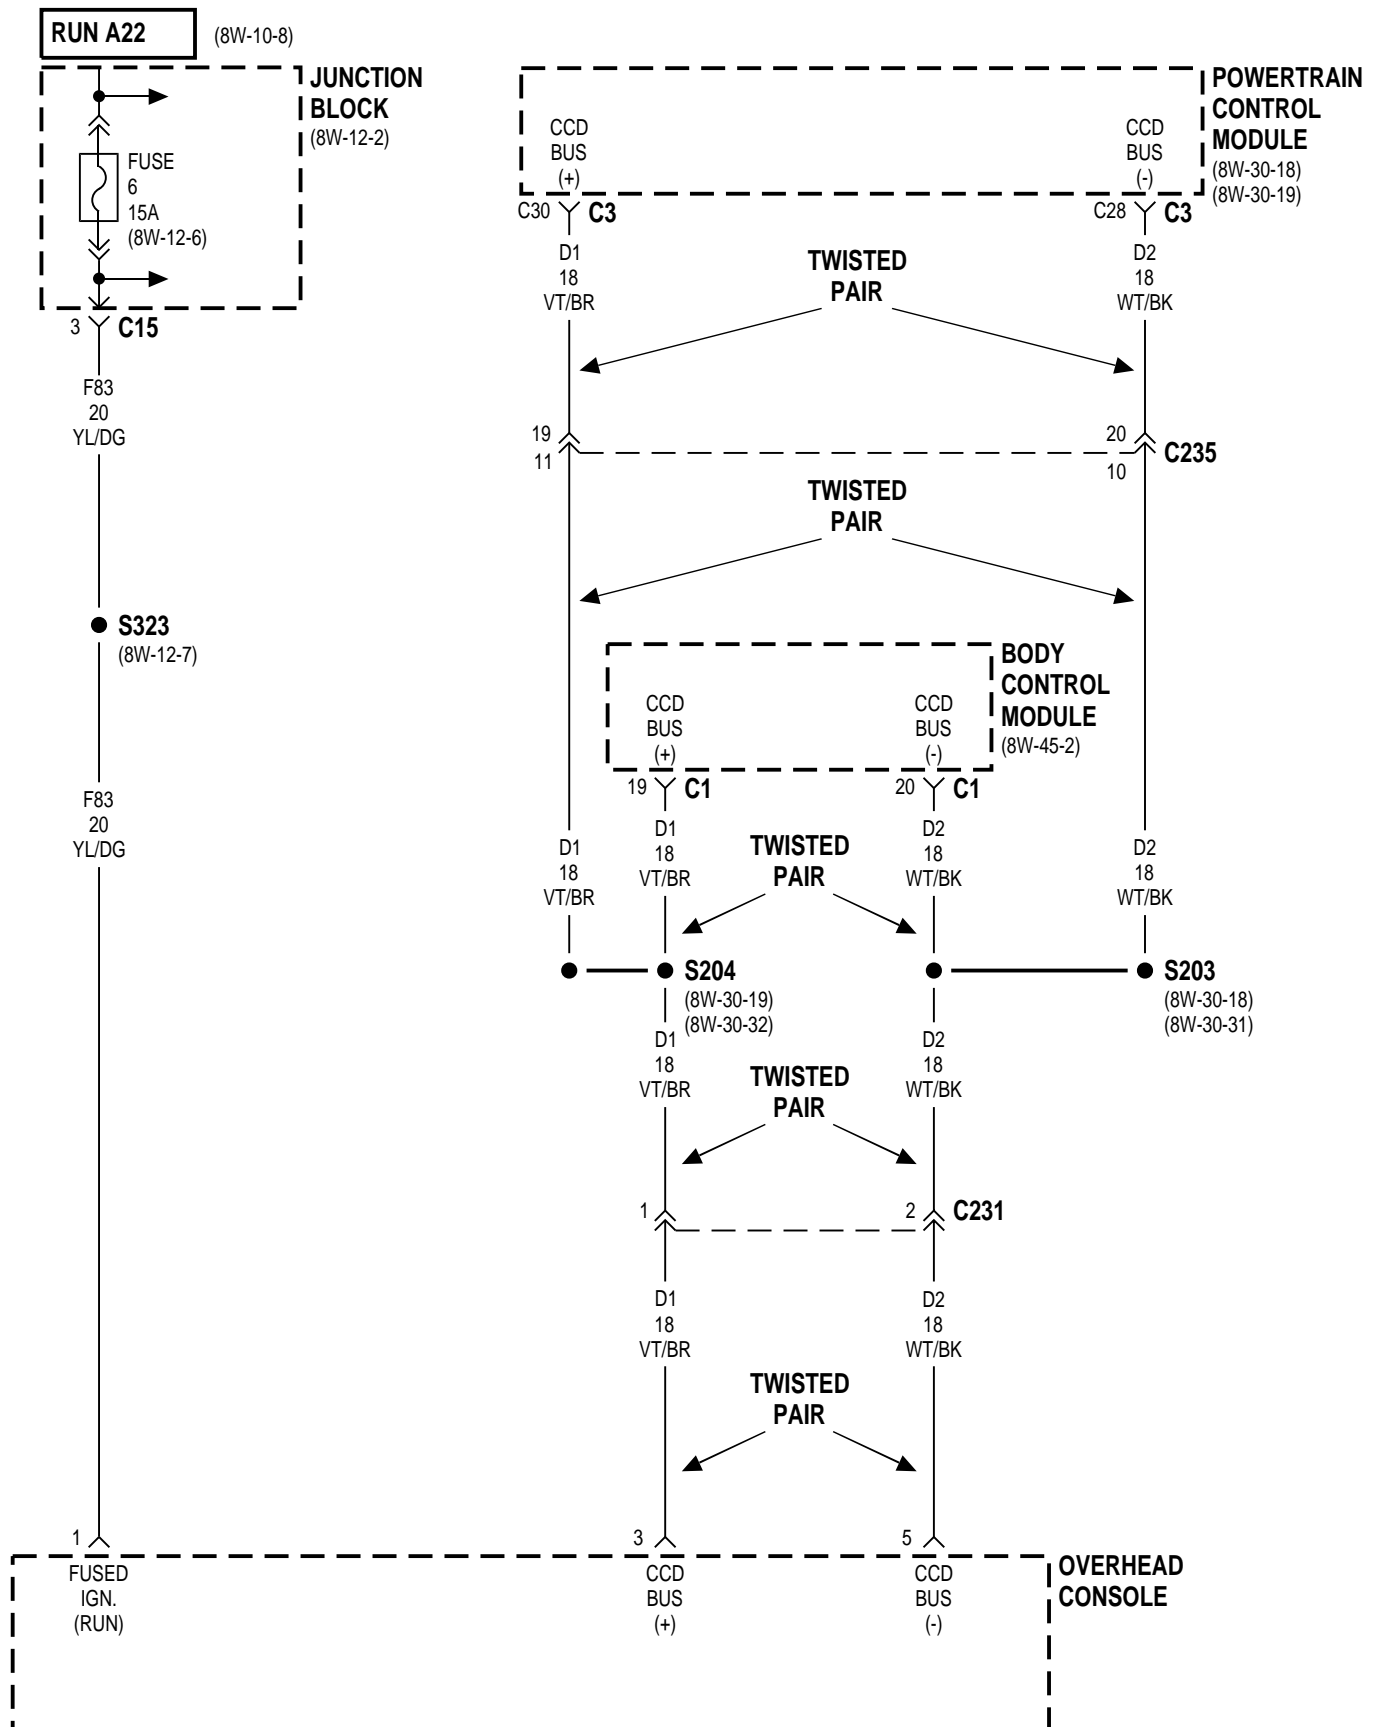 RUN A22
(8W-10-8)
JUNCTION
BLOCK
(8W-12-2)
FUSE
6
15A
(8W-12-6)
3
C15
F83
20
YL/DG
S323
(8W-12-7)
F83
20
YL/DG
1
FUSED
IGN.
(RUN)
POWERTRAIN
CONTROL
MODULE
(8W-30-18)
(8W-30-19)
CCD
BUS
(+)
CCD
BUS
(-)
C30
C3
C28
C3
D1
18
VT/BR
TWISTED
PAIR
D2
18
WT/BK
19
11
20
10
C235
TWISTED
PAIR
BODY
CONTROL
MODULE
(8W-45-2)
CCD
BUS
(+)
CCD
BUS
(-)
19
C1
20
C1
D1
18
VT/BR
D1
18
VT/BR
TWISTED
PAIR
D2
18
WT/BK
D2
18
WT/BK
S204
(8W-30-19)
(8W-30-32)
S203
(8W-30-18)
(8W-30-31)
D1
18
VT/BR
TWISTED
PAIR
D2
18
WT/BK
1
2
C231
D1
18
VT/BR
D2
18
WT/BK
TWISTED
PAIR
3
5
CCD
BUS
(+)
CCD
BUS
(-)
OVERHEAD
CONSOLE